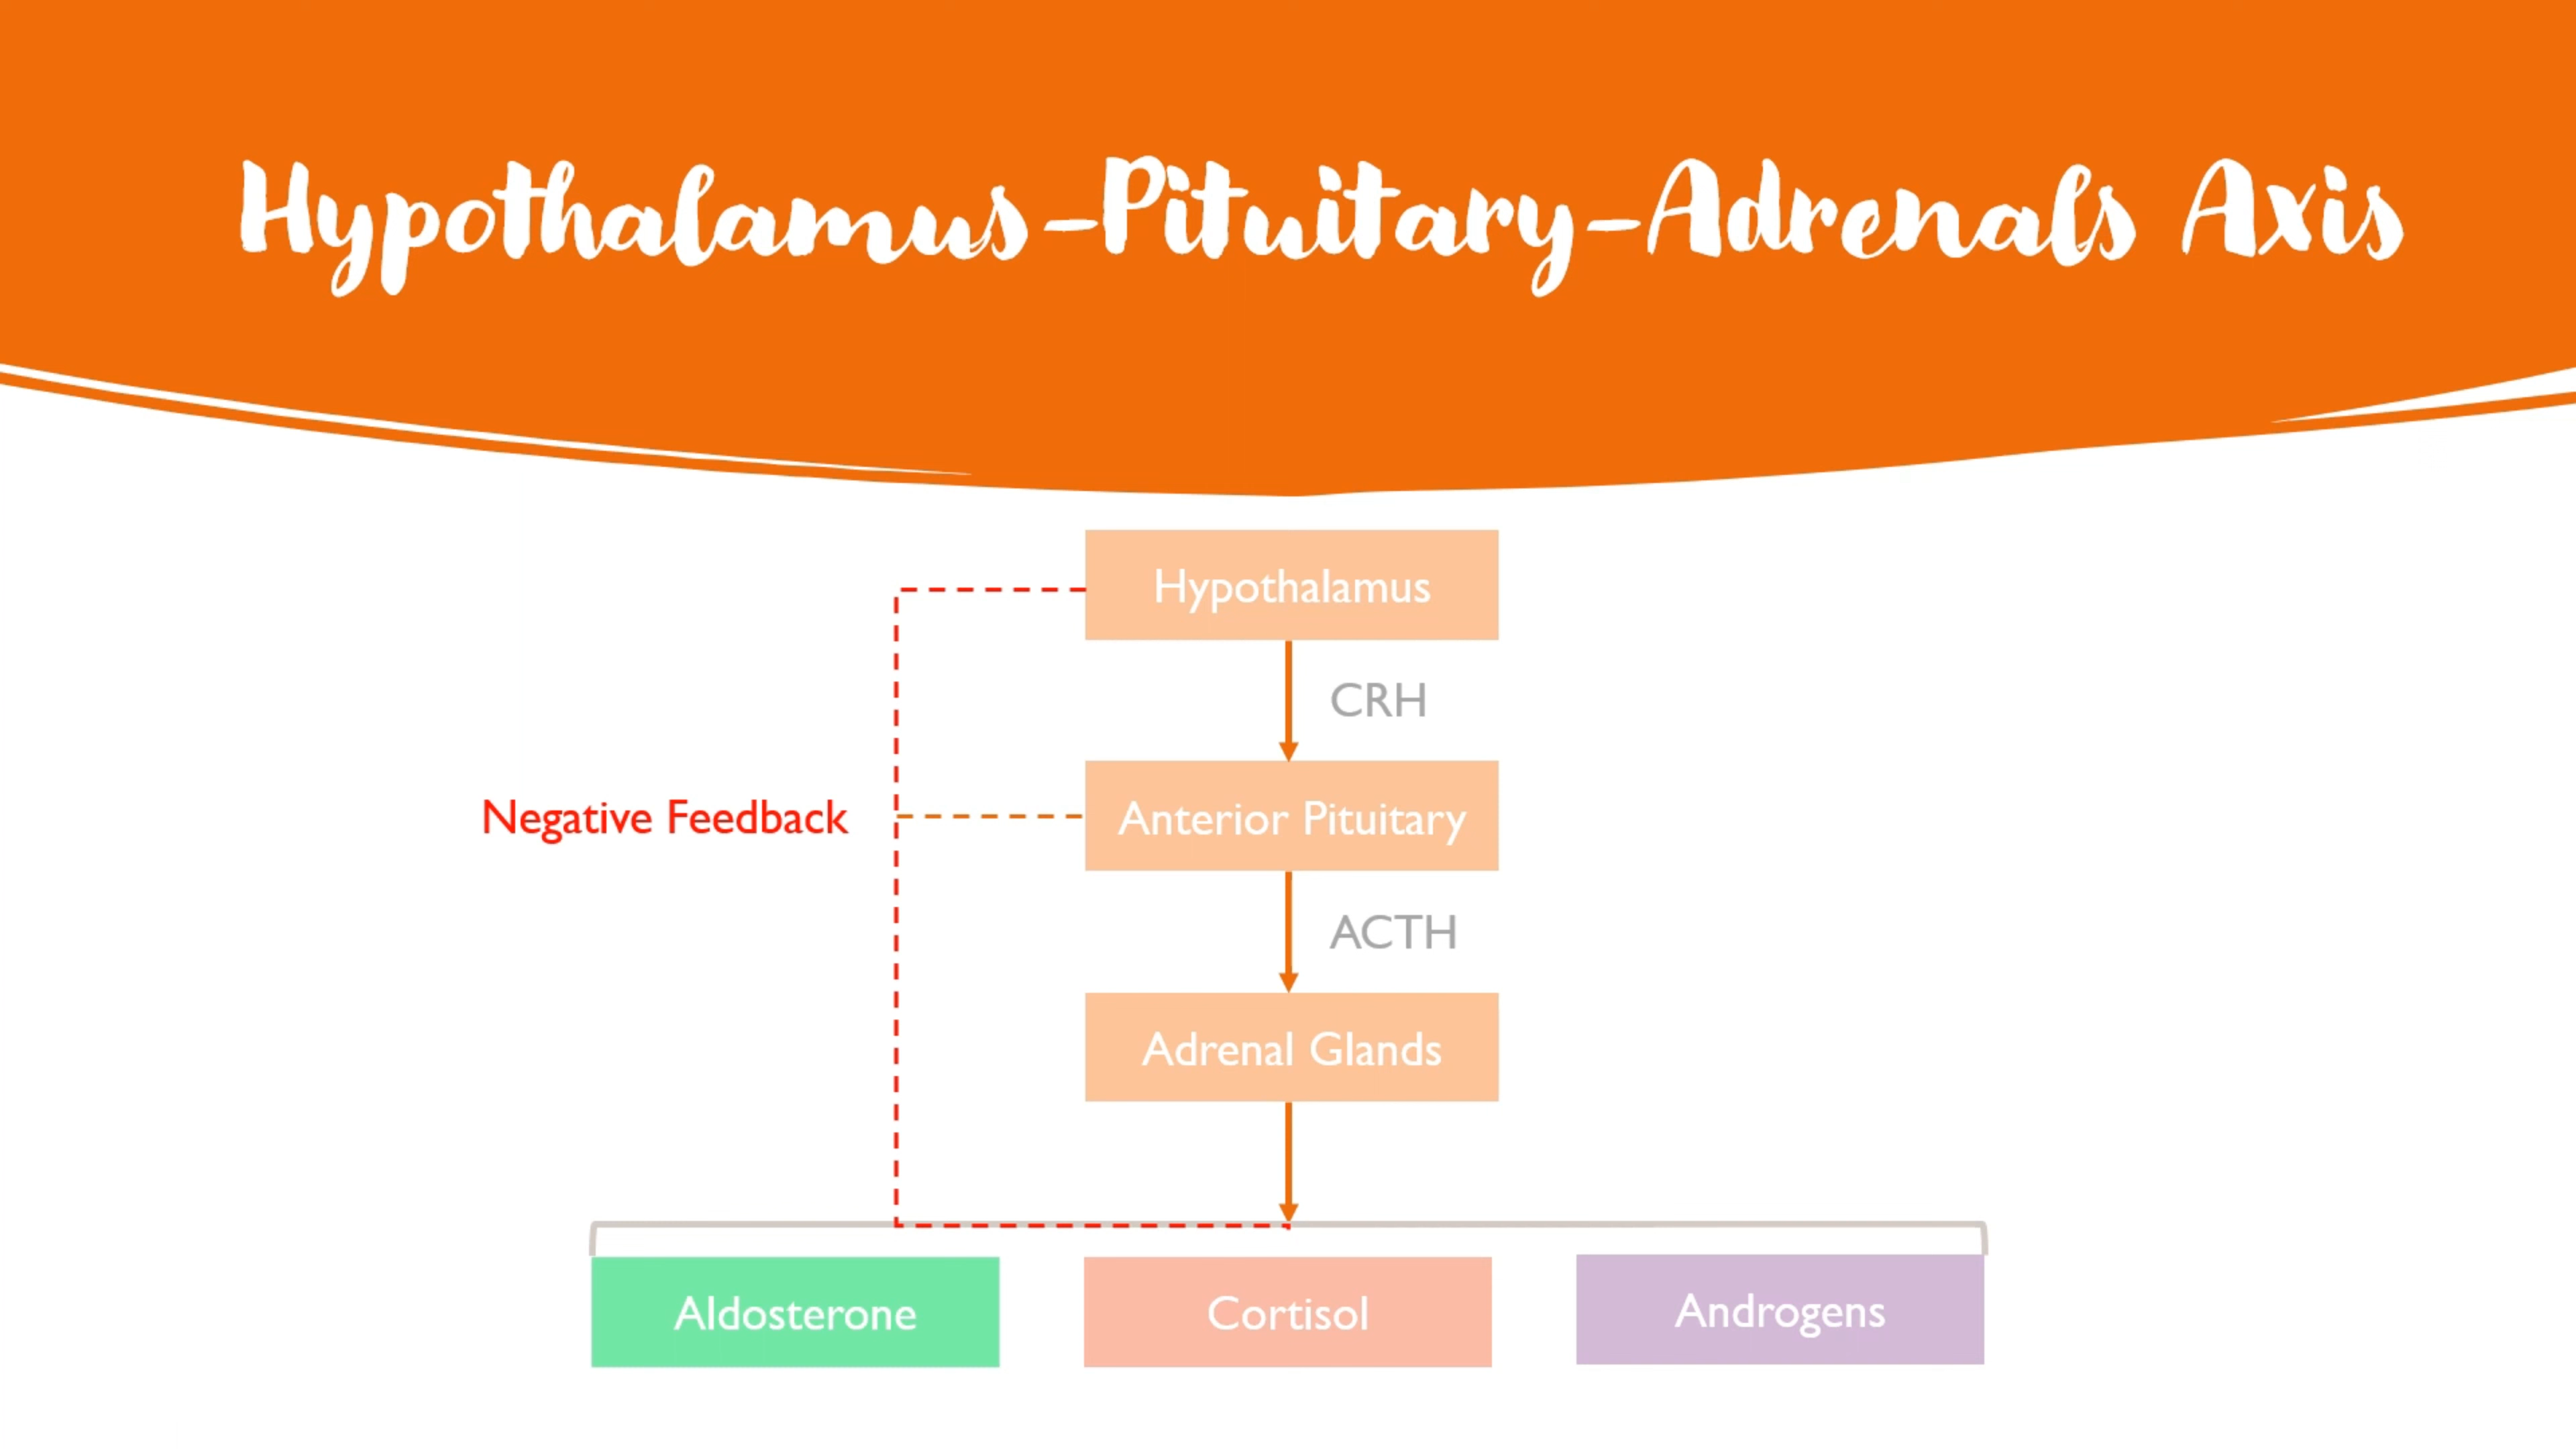 Hypothalamus-Pituitary-Adrenals Axis
Hypothalamus
CRH
Negative Feedback
Anterior Pituitary
ACTH
Adrenal Glands
Aldosterone
Cortisol
Androgens